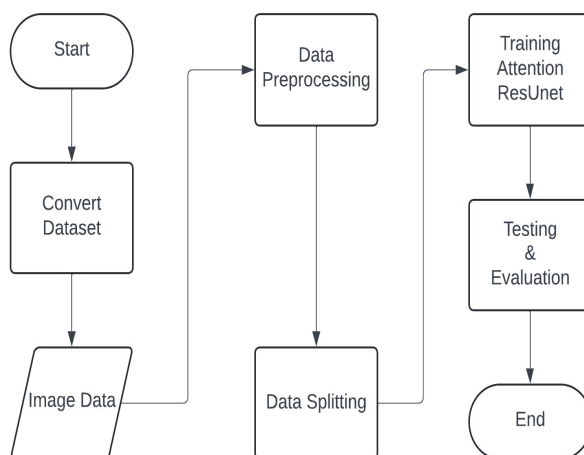 Start
Convert
Dataset
Image Data
Data
Preprocessing
Data Splitting
Training
Attention
ResUnet
Testing
&
Evaluation
End